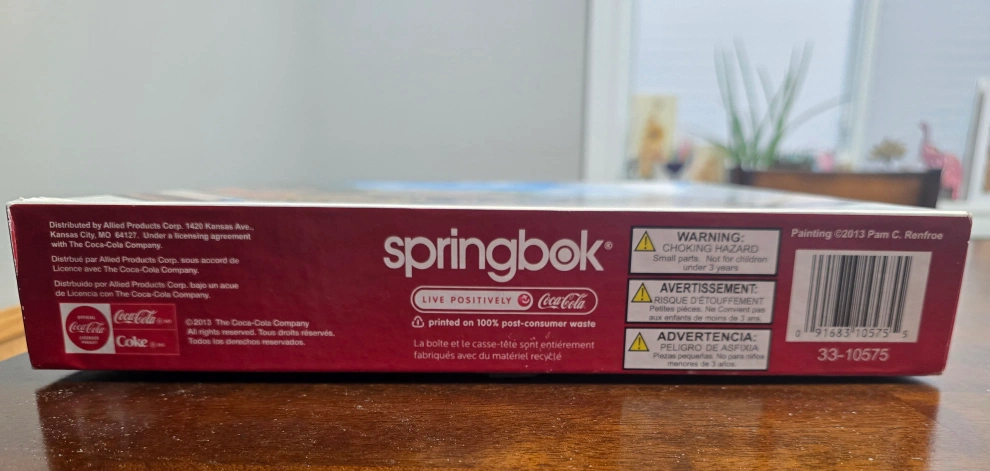 Distributed by Allied Products Corp. 1420 Kansas Ave.,
Kansas City, MO 64127. Under a licensing agreement
with The Coca-Cola Company.
Distrbué par Allied Products Corp. sous accord de
Licence avec The Coca-Cola Company.
Distribuido por Allied Products Corp. bajo un acue
de Licencia con The Coca-Cola Company.
OFFICIAL
Coca-Cola
LICENSED
PRODUCT
Coca-Cola
Coke
©2013 The Coca-Cola Company
All rights reserved. Tous droits réservés.
Todos los derechos reservados.
springbok®
LIVE POSITIVELY Coca-Cola
printed on 100% post-consumer waste
La boîte et le casse-tête sont entièrement
fabriqués avec du matériel recyclé
WARNING:
CHOKING HAZARD
Small parts. Not for children
under 3 years
AVERTISSEMENT:
RISQUE D'ÉTOUFFEMENT
Petites pièces. Ne Convient pas
aux enfants de moins de 3 ans.
ADVERTENCIA:
PELIGRO DE ASFIXIA
Piezas pequeñas. No para niños
menores de 3 años.
Painting ©2013 Pam C. Renfroe
0 91683 10575 5
33-10575